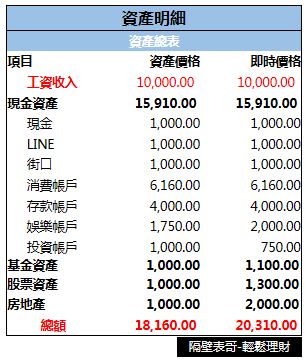 資產明細
資產總表
項目 資產價格 即時價格
工資收入 10,000.00 10,000.00
現金資產 15,910.00 15,910.00
現金 1,000.00 1,000.00
LINE 1,000.00 1,000.00
街口 1,000.00 1,000.00
消費帳戶 6,160.00 6,160.00
存款帳戶 4,000.00 4,000.00
娛樂帳戶 1,750.00 2,000.00
投資帳戶 1,000.00 750.00
基金資產 1,000.00 1,100.00
股票資產 1,000.00 1,300.00
房地產 1,000.00 2,000.00
總額 18,160.00 20,310.00
隔壁表哥-輕鬆理財